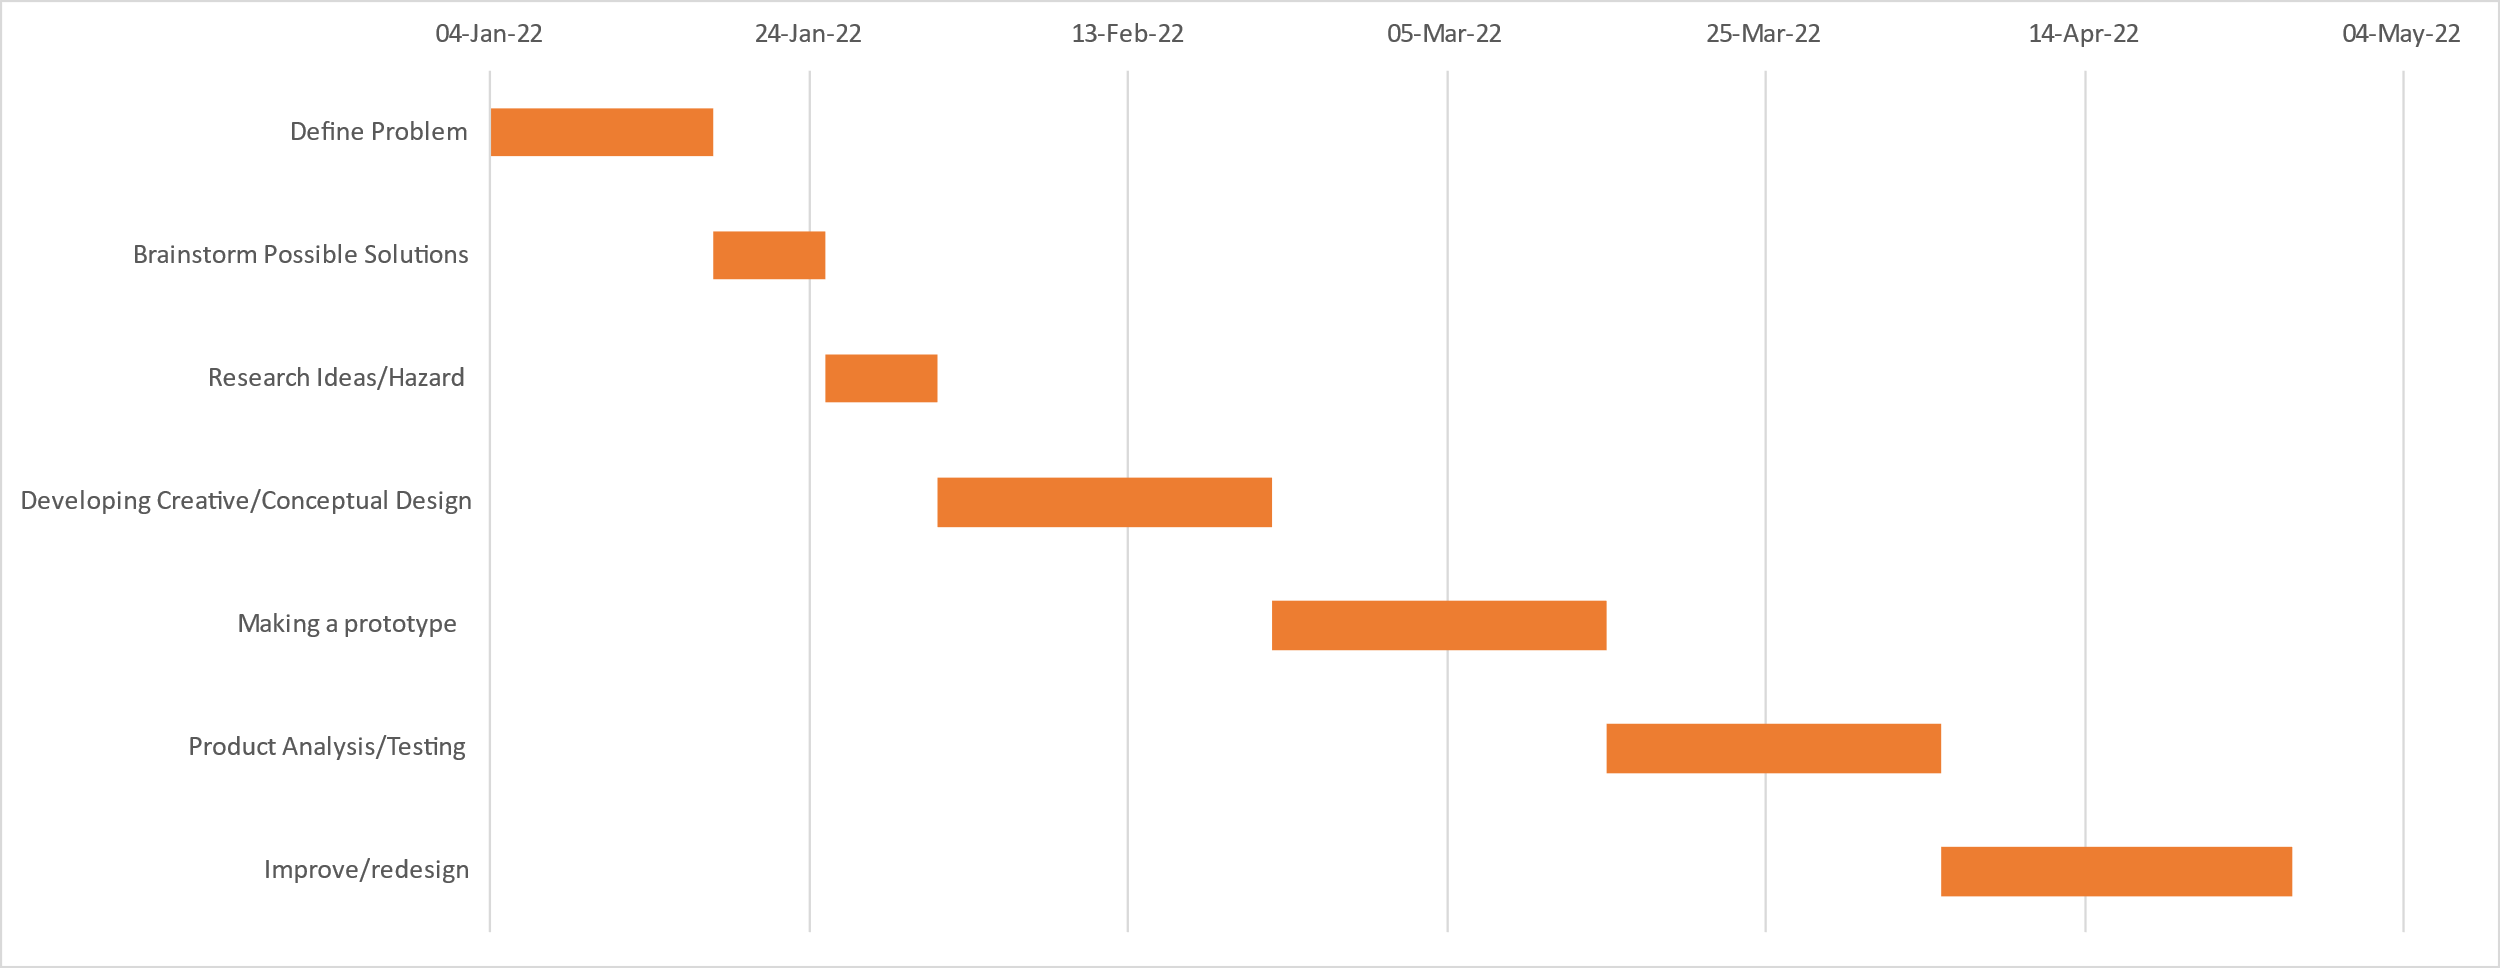 04-Jan-22 24-Jan-22 13-Feb-22 05-Mar-22 25-Mar-22 14-Apr-22 04-May-22
Define Problem
Brainstorm Possible Solutions
Research Ideas/Hazard
Developing Creative/Conceptual Design
Making a prototype
Product Analysis/Testing
Improve/redesign